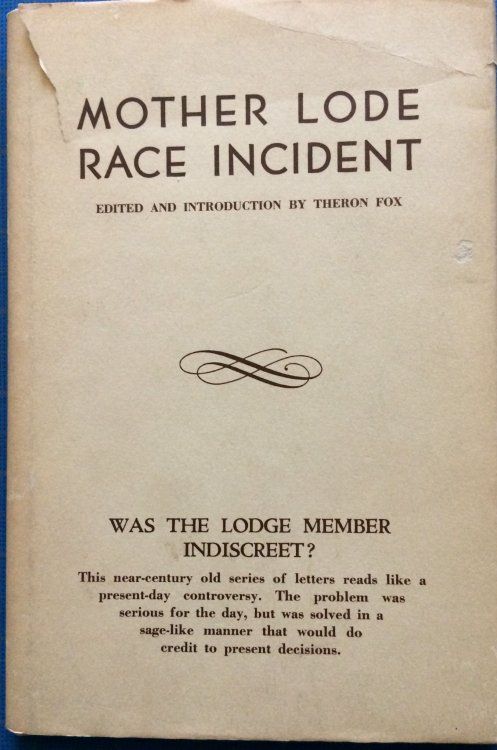 MOTHER LODE
RACE INCIDENT
EDITED AND INTRODUCTION BY THERON FOX
WAS THE LODGE MEMBER
INDISCREET?
This near-century old series of letters reads like a
present-day controversy. The problem was
serious for the day, but was solved in a
sage-like manner that would do
credit to present decisions.